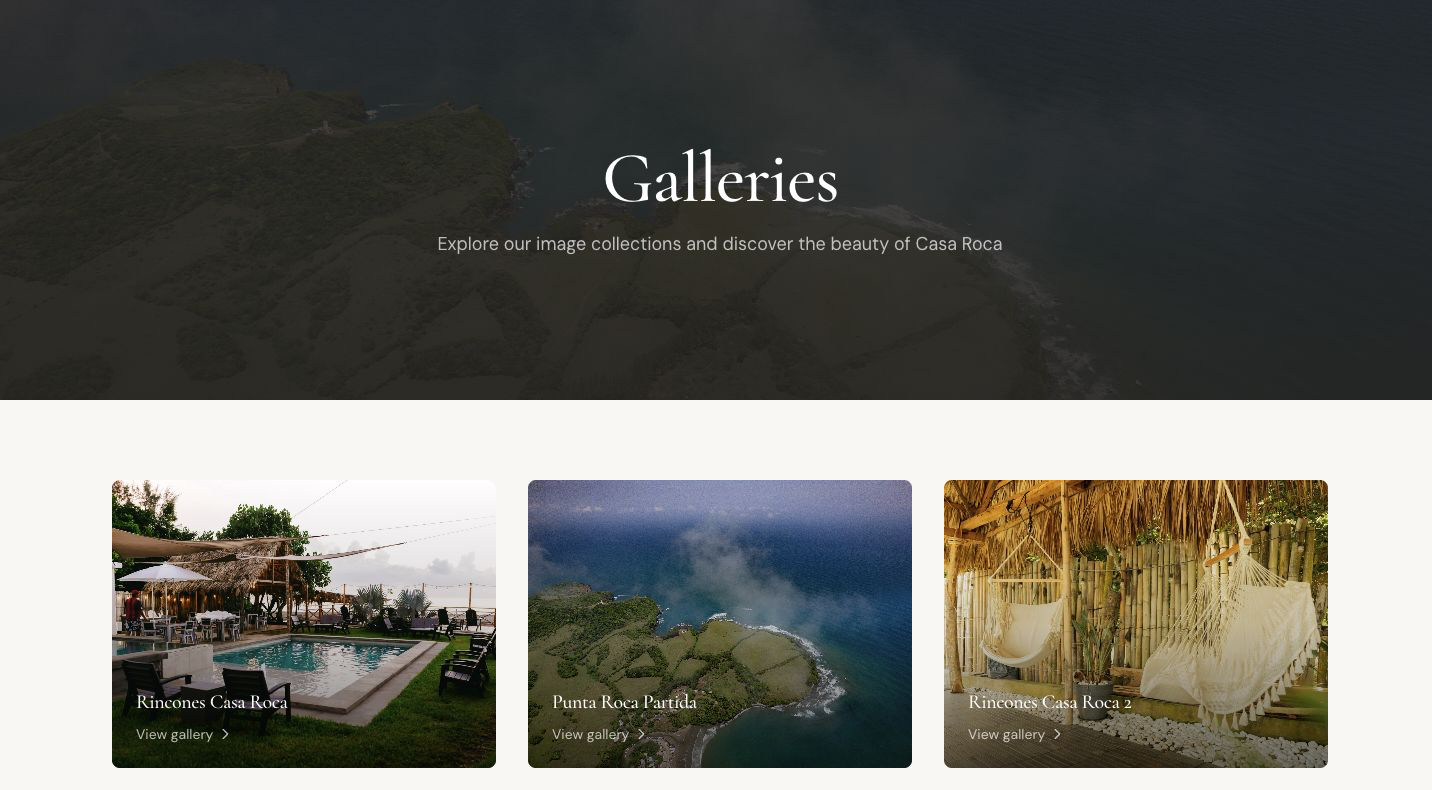 Galleries
Explore our image collections and discover the beauty of Casa Roca
Rincones Casa Roca
View gallery
Punta Roca Partida
View gallery
Rincones Casa Roca 2
View gallery